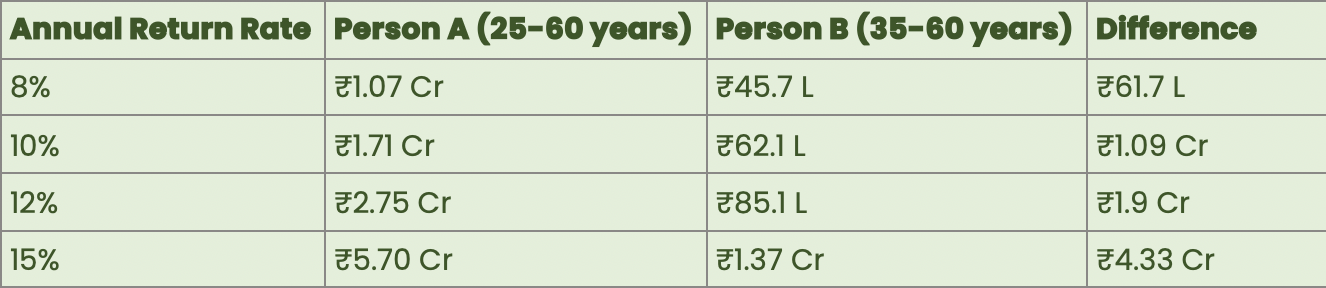 Annual Return Rate Person A (25-60 years) Person B (35-60 years) Difference
8% ₹1.07 Cr ₹45.7 L ₹61.7 L
10% ₹1.71 Cr ₹62.1 L ₹1.09 Cr
12% ₹2.75 Cr ₹85.1 L ₹1.9 Cr
15% ₹5.70 Cr ₹1.37 Cr ₹4.33 Cr